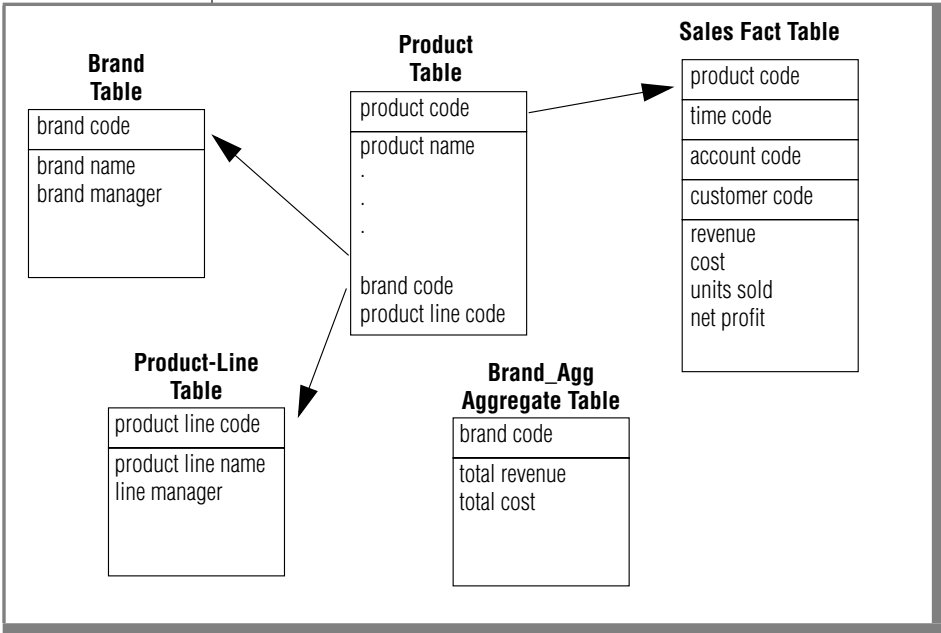 Brand
Table
brand code
brand name
brand manager
Product
Table
product code
product name
.
.
.
brand code
product line code
Sales Fact Table
product code
time code
account code
customer code
revenue
cost
units sold
net profit
Product-Line
Table
product line code
product line name
line manager
Brand_Agg
Aggregate Table
brand code
total revenue
total cost